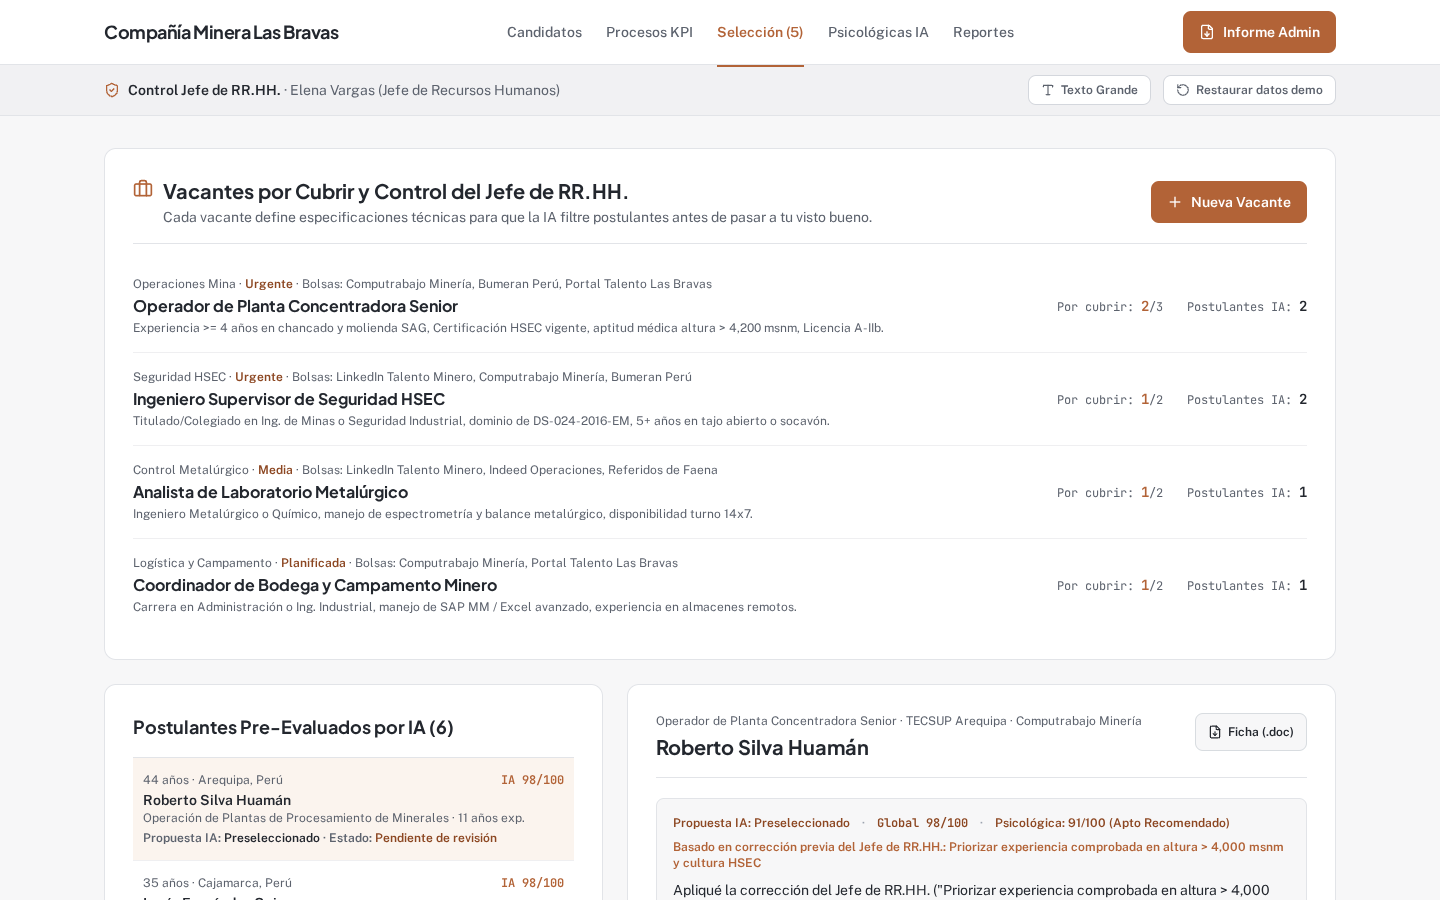 Compañía Minera Las Bravas
Candidatos
Procesos KPI
Selección (5)
Psicológicas IA
Reportes
Informe Admin
Control Jefe de RR.HH. · Elena Vargas (Jefe de Recursos Humanos)
Texto Grande
Restaurar datos demo
Vacantes por Cubrir y Control del Jefe de RR.HH.
Cada vacante define especificaciones técnicas para que la IA filtre postulantes antes de pasar a tu visto bueno.
Nueva Vacante
Operaciones Mina · Urgente · Bolsas: Computrabajo Minería, Bumeran Perú, Portal Talento Las Bravas
Operador de Planta Concentradora Senior
Experiencia >= 4 años en chancado y molienda SAG, Certificación HSEC vigente, aptitud médica altura > 4,200 msnm, Licencia A-IIb.
Por cubrir: 2/3
Postulantes IA: 2
Seguridad HSEC · Urgente · Bolsas: LinkedIn Talento Minero, Computrabajo Minería, Bumeran Perú
Ingeniero Supervisor de Seguridad HSEC
Titulado/Colegiado en Ing. de Minas o Seguridad Industrial, dominio de DS-024-2016-EM, 5+ años en tajo abierto o socavón.
Por cubrir: 1/2
Postulantes IA: 2
Control Metalúrgico · Media · Bolsas: LinkedIn Talento Minero, Indeed Operaciones, Referidos de Faena
Analista de Laboratorio Metalúrgico
Ingeniero Metalúrgico o Químico, manejo de espectrometría y balance metalúrgico, disponibilidad turno 14x7.
Por cubrir: 1/2
Postulantes IA: 1
Logística y Campamento · Planificada · Bolsas: Computrabajo Minería, Portal Talento Las Bravas
Coordinador de Bodega y Campamento Minero
Carrera en Administración o Ing. Industrial, manejo de SAP MM / Excel avanzado, experiencia en almacenes remotos.
Por cubrir: 1/2
Postulantes IA: 1
Postulantes Pre-Evaluados por IA (6)
44 años · Arequipa, Perú
IA 98/100
Roberto Silva Huamán
Operación de Plantas de Procesamiento de Minerales · 11 años exp.
Propuesta IA: Preseleccionado · Estado: Pendiente de revisión
35 años · Cajamarca, Perú
IA 98/100
Operador de Planta Concentradora Senior · TECSUP Arequipa · Computrabajo Minería
Roberto Silva Huamán
Ficha (.doc)
Propuesta IA: Preseleccionado · Global 98/100 · Psicológica: 91/100 (Apto Recomendado)
Basado en corrección previa del Jefe de RR.HH.: Priorizar experiencia comprobada en altura > 4,000 msnm
y cultura HSEC
Apliqué la corrección del Jefe de RR.HH. ("Priorizar experiencia comprobada en altura > 4,000